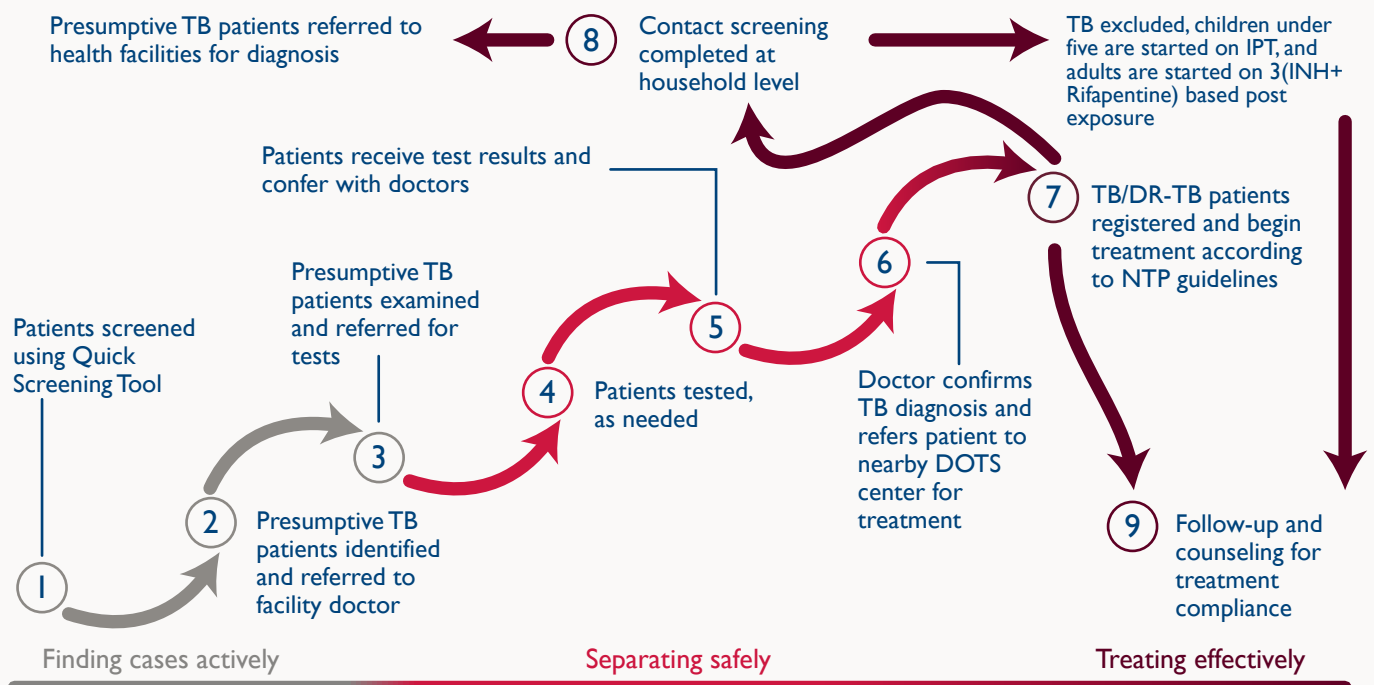 Presumptive TB patients referred to
health facilities for diagnosis
8
Contact screening
completed at
household level
TB excluded, children under
five are started on IPT, and
adults are started on 3(INH+
Rifapentine) based post
exposure
Patients receive test results and
confer with doctors
7
TB/DR-TB patients
registered and begin
treatment according
to NTP guidelines
6
Doctor confirms
TB diagnosis and
refers patient to
nearby DOTS
center for
treatment
Presumptive TB
patients examined
and referred for
tests
5
Patients screened
using Quick
Screening Tool
4
Patients tested,
as needed
3
2
Presumptive TB
patients identified
and referred to
facility doctor
9
Follow-up and
counseling for
treatment
compliance
1
Finding cases actively
Separating safely
Treating effectively